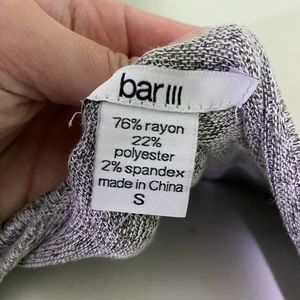 bar III
76% rayon
22%
polyester
2% spandex
made in China
S